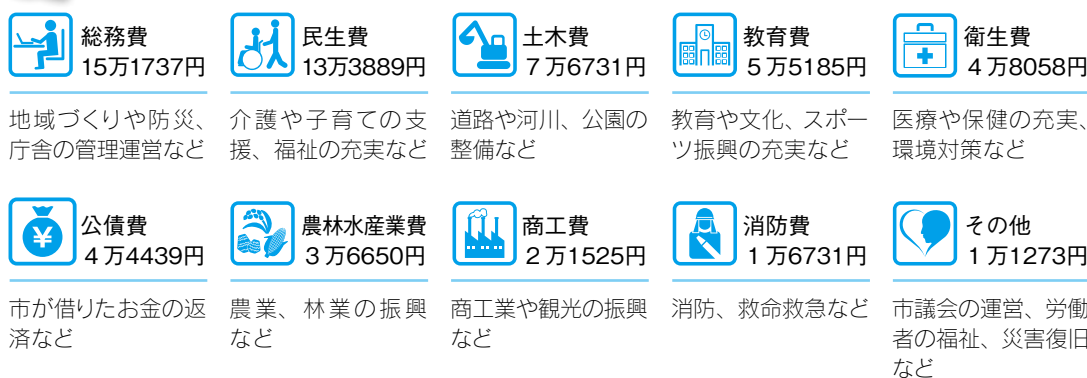 総務費
15万1737円
地域づくりや防災、
庁舎の管理運営など
民生費
13万3889円
介護や子育ての支
援、福祉の充実など
土木費
7万6731円
道路や河川、公園の
整備など
教育費
5万5185円
教育や文化、スポー
ツ振興の充実など
衛生費
4万8058円
医療や保健の充実、
環境対策など
公債費
4万4439円
市が借りたお金の返
済など
農林水産業費
3万6650円
農業、林業の振興
など
商工費
2万1525円
商工業や観光の振興
など
消防費
1万6731円
消防、救命救急など
その他
1万1273円
市議会の運営、労働
者の福祉、災害復旧
など